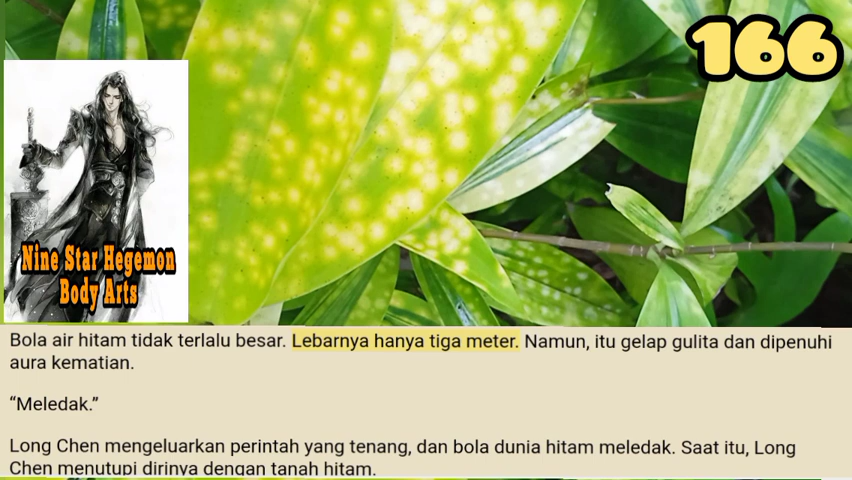 166
Nine Star Hegemon
Body Arts
Bola air hitam tidak terlalu besar. Lebarnya hanya tiga meter. Namun, itu gelap gulita dan dipenuhi
aura kematian.
“Meledak.”
Long Chen mengeluarkan perintah yang tenang, dan bola dunia hitam meledak. Saat itu, Long
Chen menutupi dirinya dengan tanah hitam.